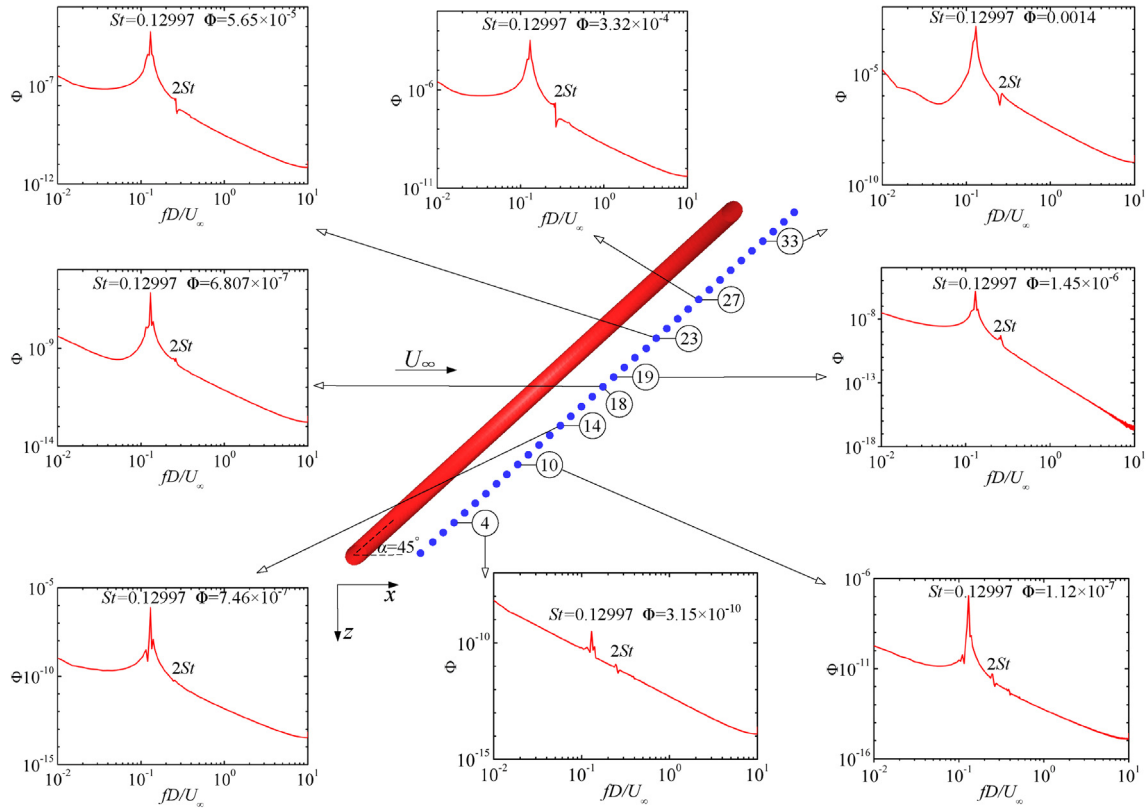 St=0.12997 Φ=5.65×10⁻⁵
10⁻⁷
Φ
2St
10⁻¹²
10⁻² 10⁻¹ 10⁰ 10¹
fD/U∞
St=0.12997 Φ=3.32×10⁻⁴
10⁻⁶
Φ
2St
10⁻¹¹
10⁻² 10⁻¹ 10⁰ 10¹
fD/U∞
St=0.12997 Φ=0.0014
10⁻⁵
Φ
2St
10⁻¹⁰
10⁻² 10⁻¹ 10⁰ 10¹
fD/U∞
St=0.12997 Φ=6.807×10⁻⁷
10⁻⁹
Φ
2St
10⁻¹⁴
10⁻² 10⁻¹ 10⁰ 10¹
fD/U∞
U∞
33
27
23
19
18
14
10
4
α=45°
x
z
St=0.12997 Φ=1.45×10⁻⁶
10⁻⁸
Φ
2St
10⁻¹³
10⁻¹⁸
10⁻² 10⁻¹ 10⁰ 10¹
fD/U∞
10⁻⁵
St=0.12997 Φ=7.46×10⁻⁷
Φ
10⁻¹⁰
2St
10⁻¹⁵
10⁻² 10⁻¹ 10⁰ 10¹
fD/U∞
St=0.12997 Φ=3.15×10⁻¹⁰
10⁻¹⁰
Φ
2St
10⁻¹⁵
10⁻² 10⁻¹ 10⁰ 10¹
fD/U∞
10⁻⁶
St=0.12997 Φ=1.12×10⁻⁷
Φ
10⁻¹¹
2St
10⁻¹⁶
10⁻² 10⁻¹ 10⁰ 10¹
fD/U∞